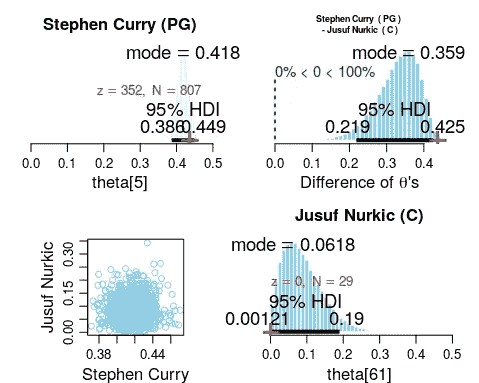 Stephen Curry (PG)
mode = 0.418
z = 352, N = 807
95% HDI
0.386 0.449
0.0 0.1 0.2 0.3 0.4 0.5
theta[5]
Stephen Curry (PG)
- Jusuf Nurkic (C)
mode = 0.359
0% < 0 < 100%
95% HDI
0.219 0.425
0.0 0.1 0.2 0.3 0.4
Difference of θ's
Jusuf Nurkic
0.00 0.15 0.30
0.38 0.44
Stephen Curry
Jusuf Nurkic (C)
mode = 0.0618
z = 0, N = 29
95% HDI
0.00121 0.19
0.0 0.1 0.2 0.3 0.4 0.5
theta[61]